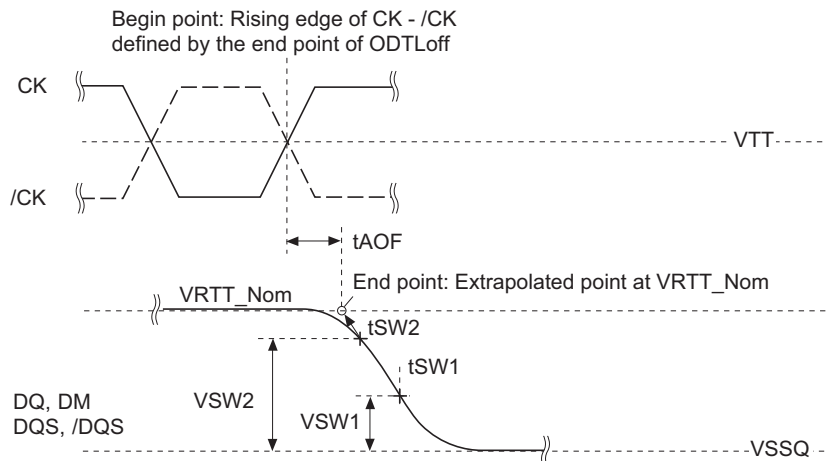 Begin point: Rising edge of CK - /CK
defined by the end point of ODTLoff
CK
VTT
/CK
tAOF
End point: Extrapolated point at VRTT_Nom
VRTT_Nom
tSW2
tSW1
DQ, DM
DQS, /DQS
VSW2
VSW1
VSSQ